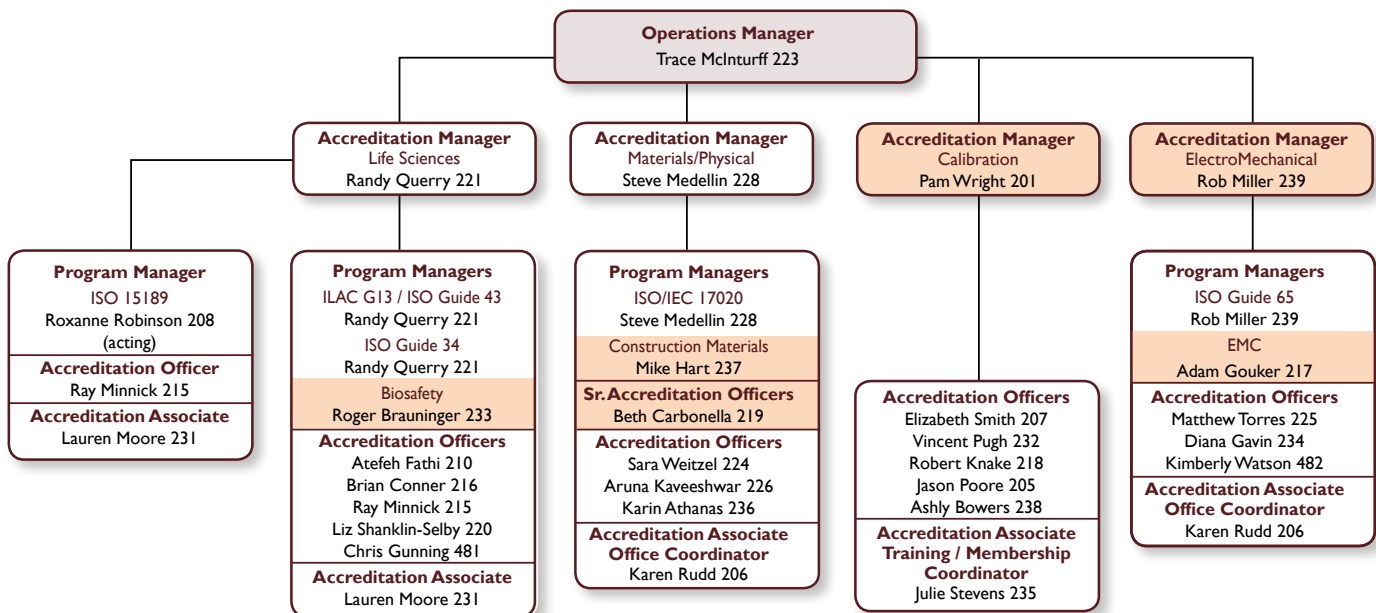 Operations Manager
Trace McInturff 223
Accreditation Manager
Life Sciences
Randy Querry 221
Accreditation Manager
Materials/Physical
Steve Medellin 228
Accreditation Manager
Calibration
Pam Wright 201
Accreditation Manager
ElectroMechanical
Rob Miller 239
Program Manager
ISO 15189
Roxanne Robinson 208
(acting)
Accreditation Officer
Ray Minnick 215
Accreditation Associate
Lauren Moore 231
Program Managers
ILAC G13 / ISO Guide 43
Randy Querry 221
ISO Guide 34
Randy Querry 221
Biosafety
Roger Brauninger 233
Accreditation Officers
Atefeh Fathi 210
Brian Conner 216
Ray Minnick 215
Liz Shanklin-Selby 220
Chris Gunning 481
Accreditation Associate
Lauren Moore 231
Program Managers
ISO/IEC 17020
Steve Medellin 228
Construction Materials
Mike Hart 237
Sr. Accreditation Officers
Beth Carbonella 219
Accreditation Officers
Sara Weitzel 224
Aruna Kaveeshwar 226
Karin Athanas 236
Accreditation Associate
Office Coordinator
Karen Rudd 206
Accreditation Officers
Elizabeth Smith 207
Vincent Pugh 232
Robert Knake 218
Jason Poore 205
Ashly Bowers 238
Accreditation Associate
Training / Membership
Coordinator
Julie Stevens 235
Program Managers
ISO Guide 65
Rob Miller 239
EMC
Adam Gouker 217
Accreditation Officers
Matthew Torres 225
Diana Gavin 234
Kimberly Watson 482
Accreditation Associate
Office Coordinator
Karen Rudd 206